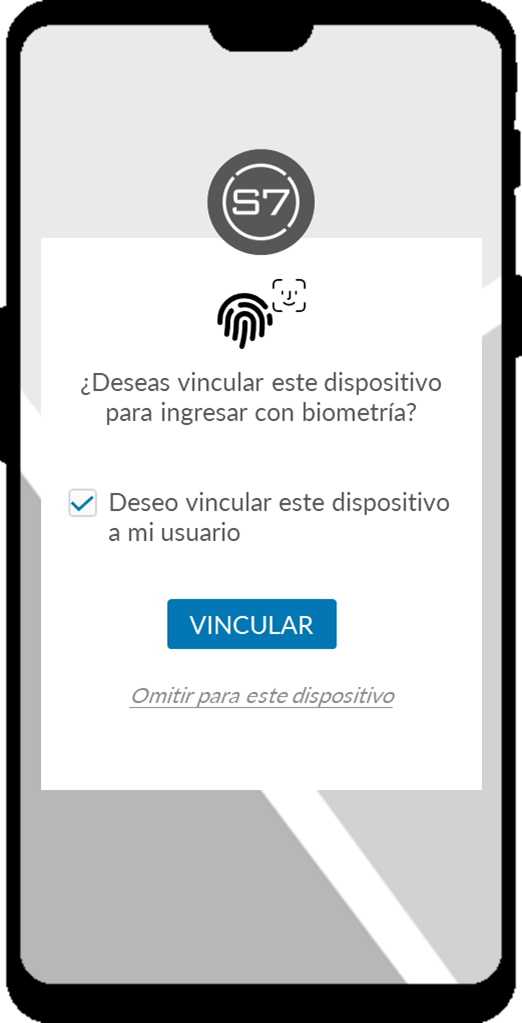 S7
¿Deseas vincular este dispositivo
para ingresar con biometría?
Deseo vincular este dispositivo
a mi usuario
VINCULAR
Omitir para este dispositivo